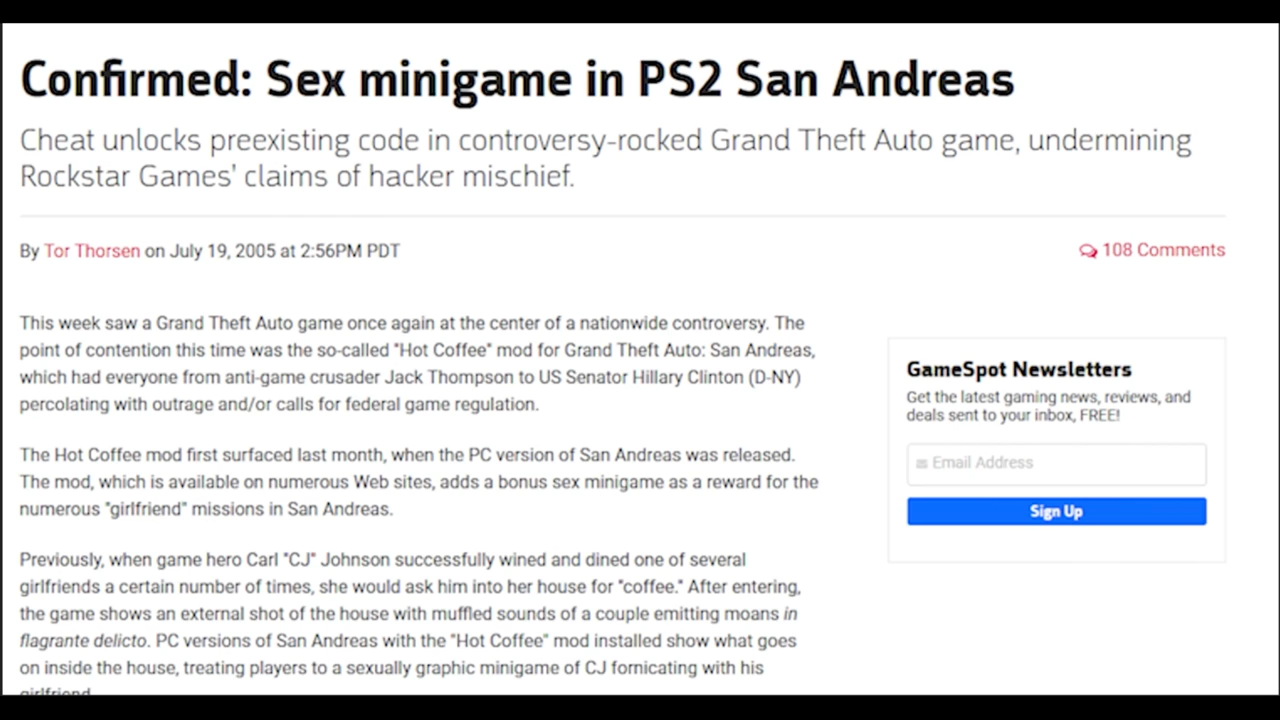 Confirmed: Sex minigame in PS2 San Andreas
Cheat unlocks preexisting code in controversy-rocked Grand Theft Auto game, undermining
Rockstar Games' claims of hacker mischief.
By Tor Thorsen on July 19, 2005 at 2:56PM PDT
108 Comments
This week saw a Grand Theft Auto game once again at the center of a nationwide controversy. The
point of contention this time was the so-called "Hot Coffee" mod for Grand Theft Auto: San Andreas,
which had everyone from anti-game crusader Jack Thompson to US Senator Hillary Clinton (D-NY)
percolating with outrage and/or calls for federal game regulation.
The Hot Coffee mod first surfaced last month, when the PC version of San Andreas was released.
The mod, which is available on numerous Web sites, adds a bonus sex minigame as a reward for the
numerous "girlfriend" missions in San Andreas.
Previously, when game hero Carl "CJ" Johnson successfully wined and dined one of several
girlfriends a certain number of times, she would ask him into her house for "coffee." After entering,
the game shows an external shot of the house with muffled sounds of a couple emitting moans in
flagrante delicto. PC versions of San Andreas with the "Hot Coffee" mod installed show what goes
on inside the house, treating players to a sexually graphic minigame of CJ fornicating with his
girlfriend.
GameSpot Newsletters
Get the latest gaming news, reviews, and
deals sent to your inbox, FREE!
Email Address
Sign Up